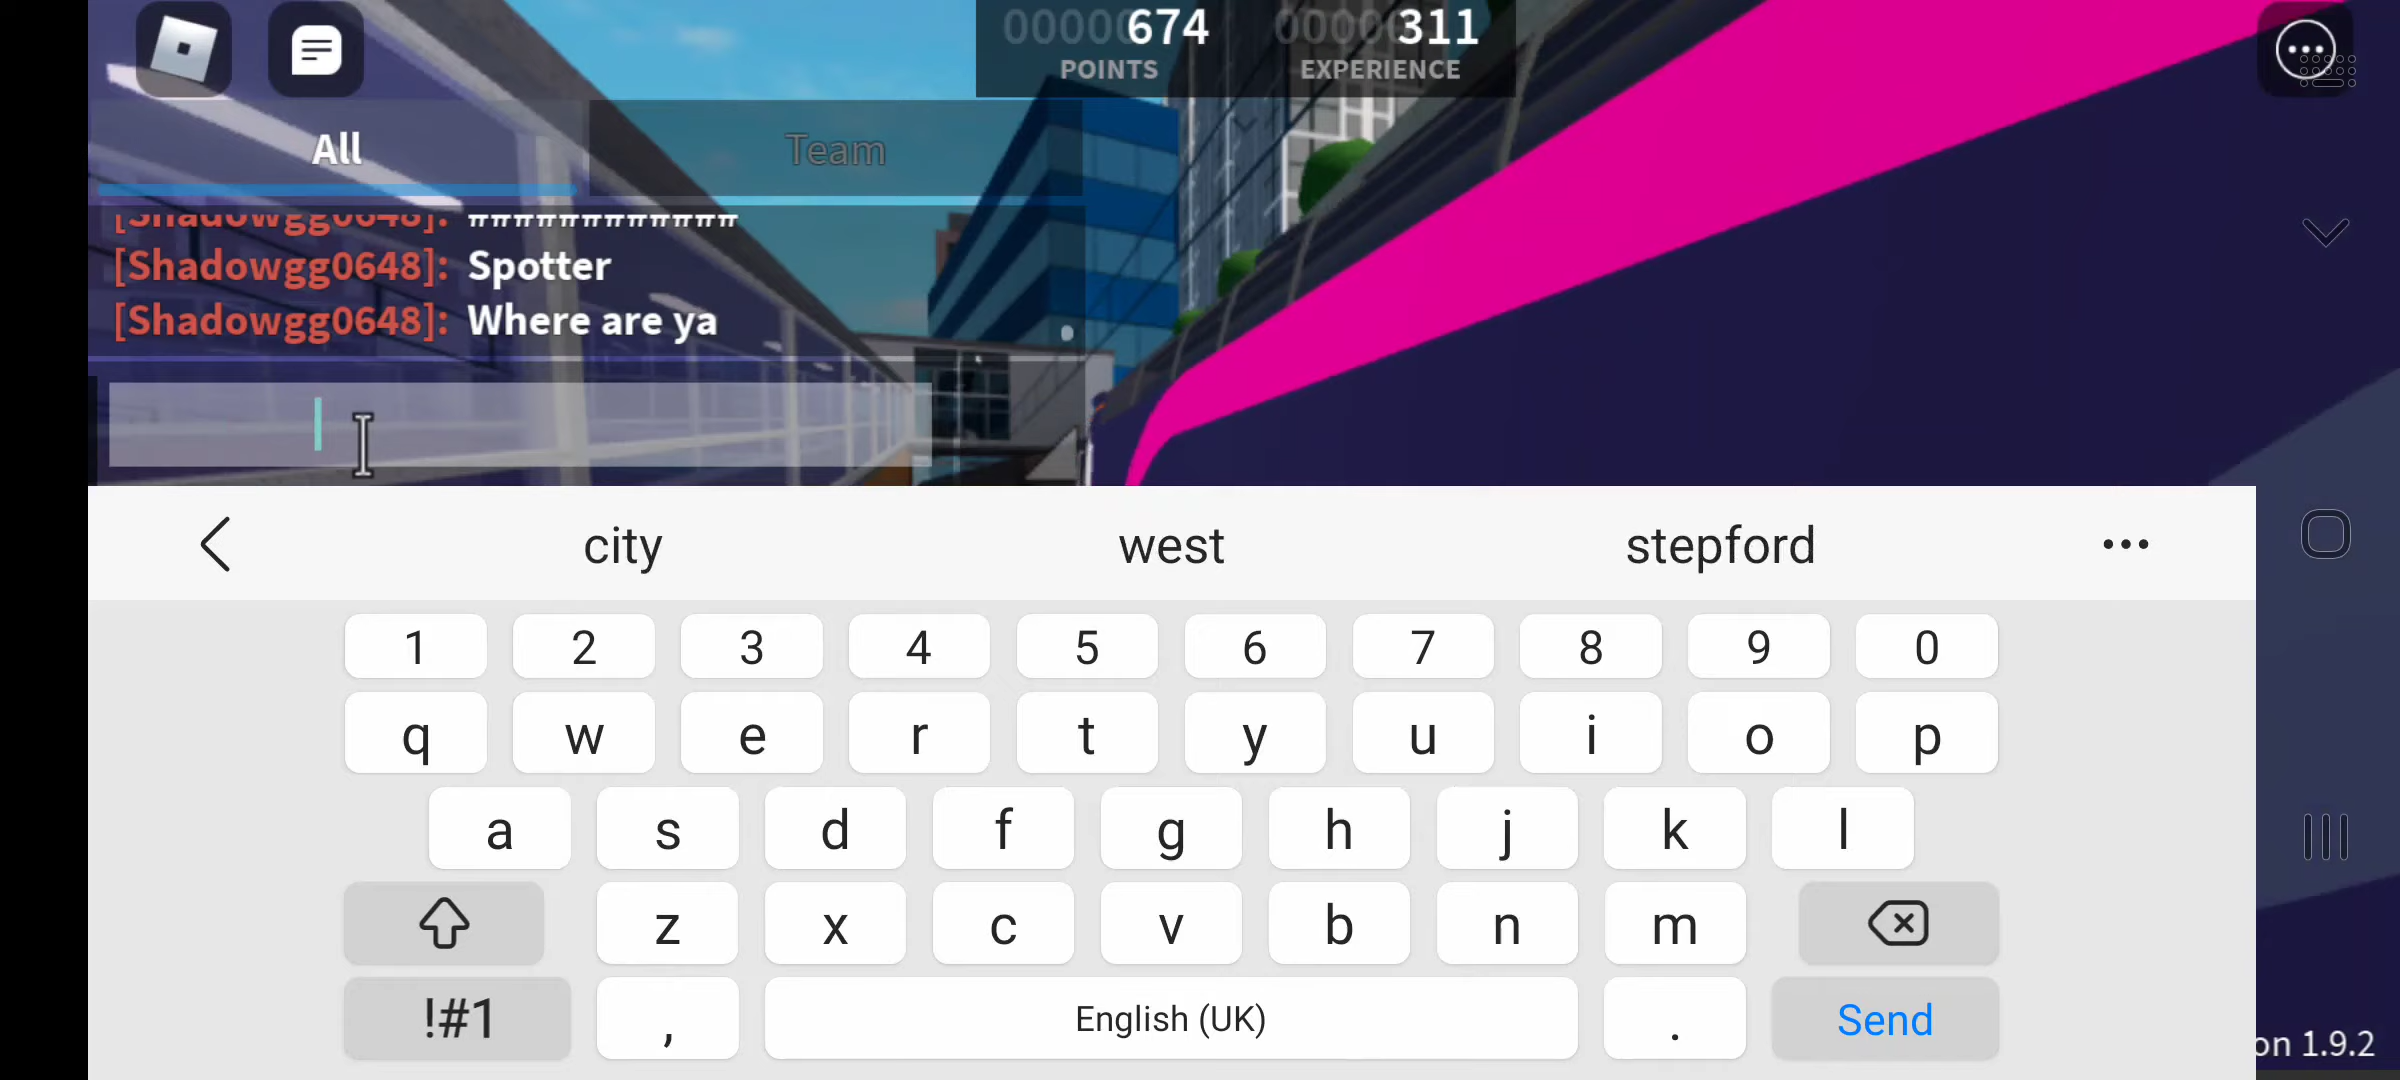 00000674
POINTS
00000311
EXPERIENCE
All
Team
[Shadowgg0648]: ############
[Shadowgg0648]: Spotter
[Shadowgg0648]: Where are ya
city west stepford
1 2 3 4 5 6 7 8 9 0
q w e r t y u i o p
a s d f g h j k l
z x c v b n m
!#1 , English (UK) . Send
on 1.9.2